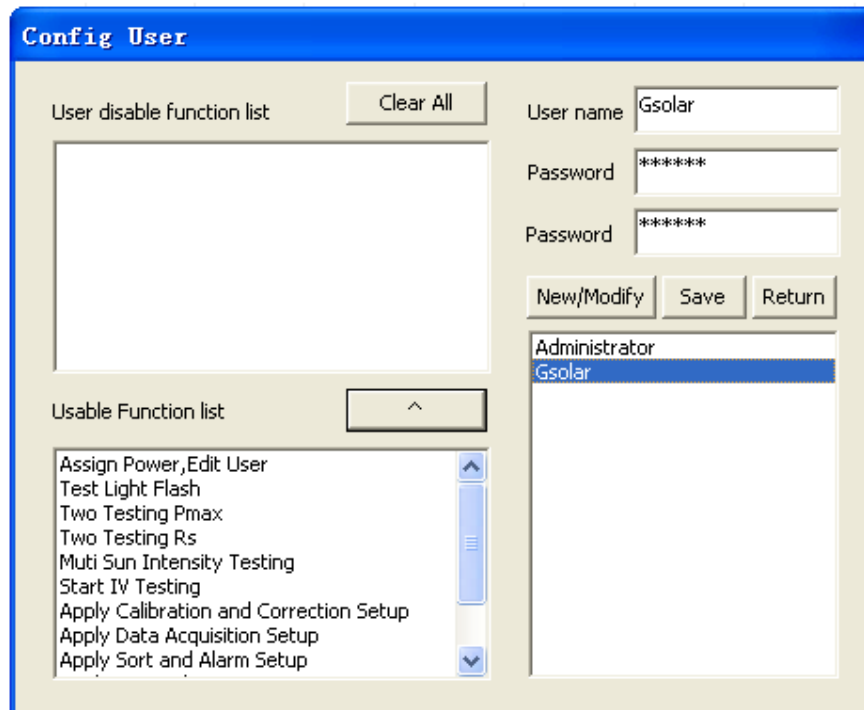 Config User
User disable function list
Clear All
User name
Gsolar
Password
******
Password
******
New/Modify
Save
Return
Administrator
Gsolar
Usable Function list
^
Assign Power,Edit User
Test Light Flash
Two Testing Pmax
Two Testing Rs
Muti Sun Intensity Testing
Start IV Testing
Apply Calibration and Correction Setup
Apply Data Acquisition Setup
Apply Sort and Alarm Setup